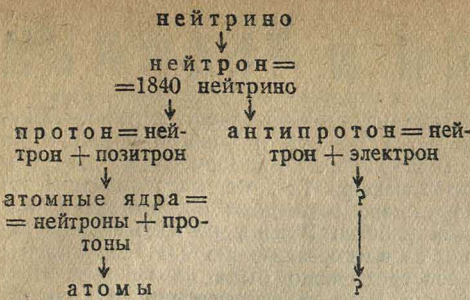 нейтрино
нейтрон=
=1840 нейтрино
протон=ней-
трон+позитрон
антипротон=ней-
трон+электрон
атомные ядра=
=нейтроны+про-
тоны
?
атомы
?